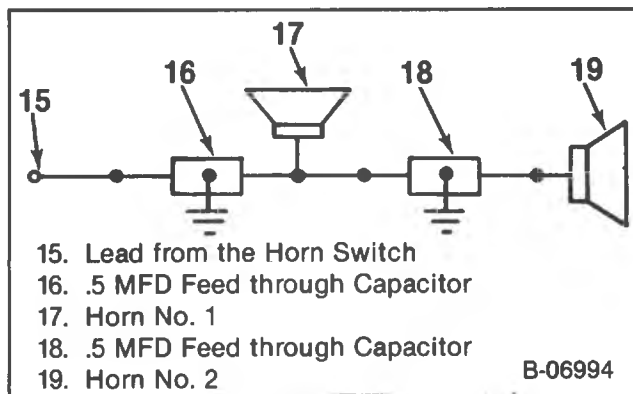 17
16
18
19
15
15. Lead from the Horn Switch
16. .5 MFD Feed through Capacitor
17. Horn No. 1
18. .5 MFD Feed through Capacitor
19. Horn No. 2
B-06994